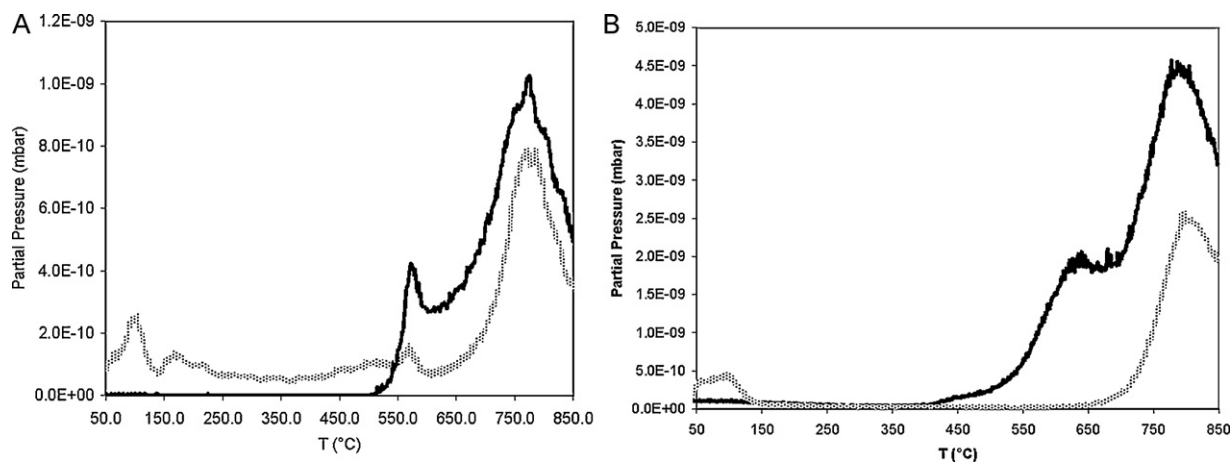 A
1.2E-09
1.0E-09
8.0E-10
6.0E-10
4.0E-10
2.0E-10
0.0E+00
Partial Pressure (mbar)
50.0 150.0 250.0 350.0 450.0 550.0 650.0 750.0 850.0
T (°C)
B
5.0E-09
4.5E-09
4.0E-09
3.5E-09
3.0E-09
2.5E-09
2.0E-09
1.5E-09
1.0E-09
5.0E-10
0.0E+00
Partial Pressure (mbar)
50 150 250 350 450 550 650 750 850
T (°C)